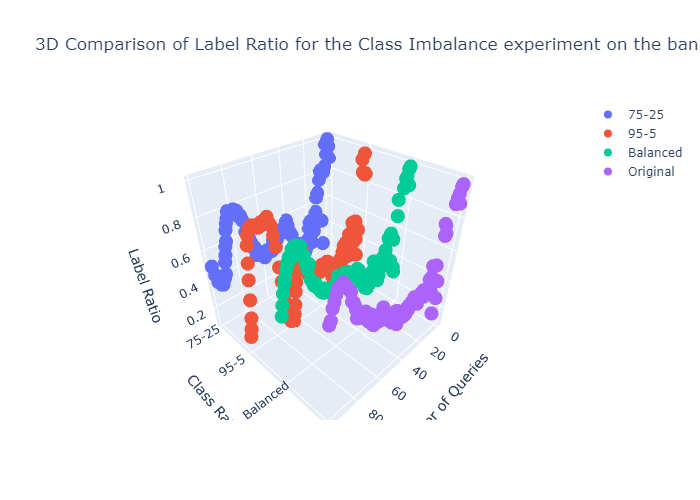 3D Comparison of Label Ratio for the Class Imbalance experiment on the ban
75-25
95-5
Balanced
Original
1
0.8
0.6
0.4
0.2
Label Ratio
75-25
95-5
Balanced
Class Ra
0
20
40
60
80
er of Queries